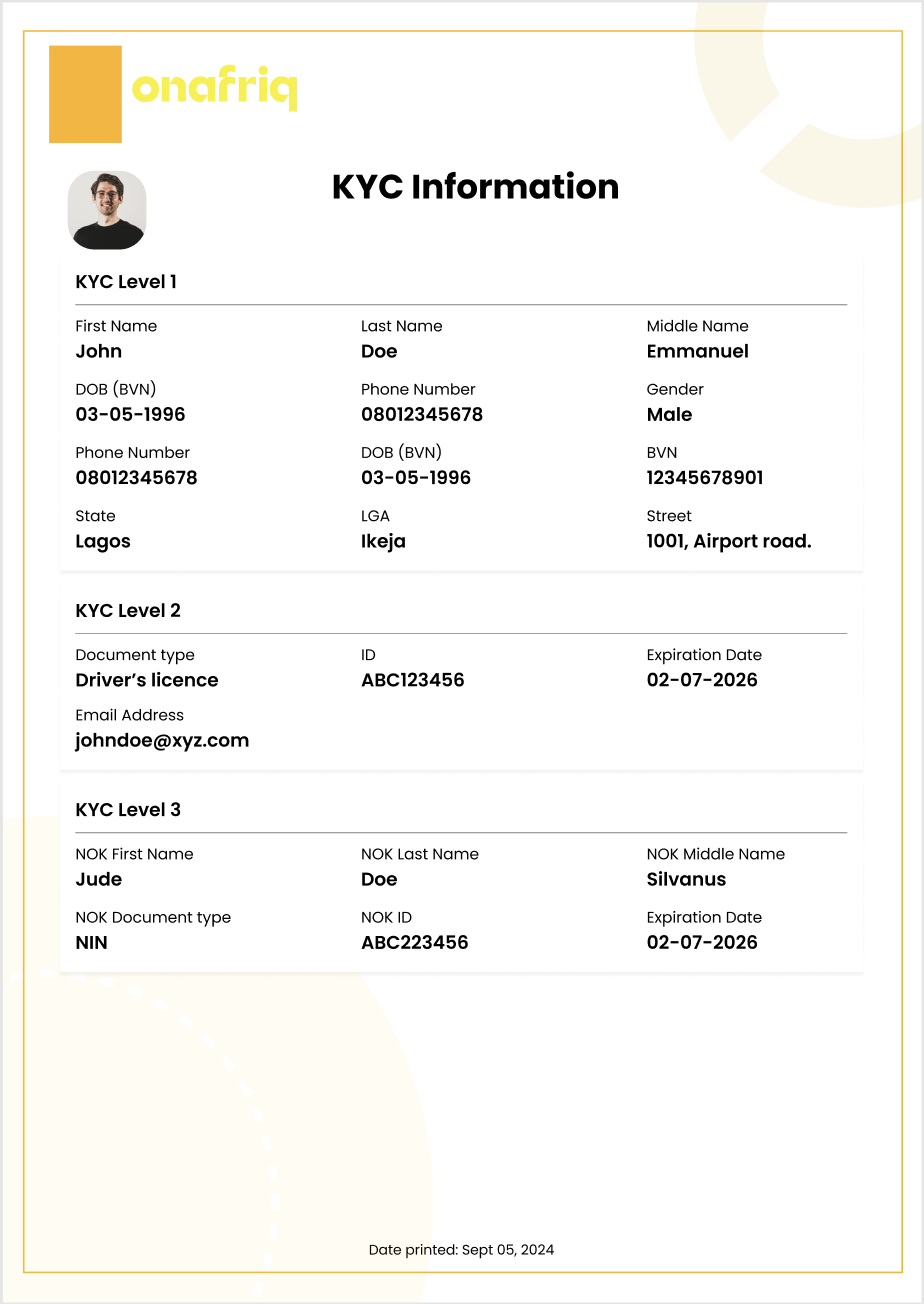 onafriq
KYC Information
KYC Level 1
First Name Last Name Middle Name
John Doe Emmanuel
DOB (BVN) Phone Number Gender
03-05-1996 08012345678 Male
Phone Number DOB (BVN) BVN
08012345678 03-05-1996 12345678901
State LGA Street
Lagos Ikeja 1001, Airport road.
KYC Level 2
Document type ID Expiration Date
Driver’s licence ABC123456 02-07-2026
Email Address
johndoe@xyz.com
KYC Level 3
NOK First Name NOK Last Name NOK Middle Name
Jude Doe Silvanus
NOK Document type NOK ID Expiration Date
NIN ABC223456 02-07-2026
Date printed: Sept 05, 2024